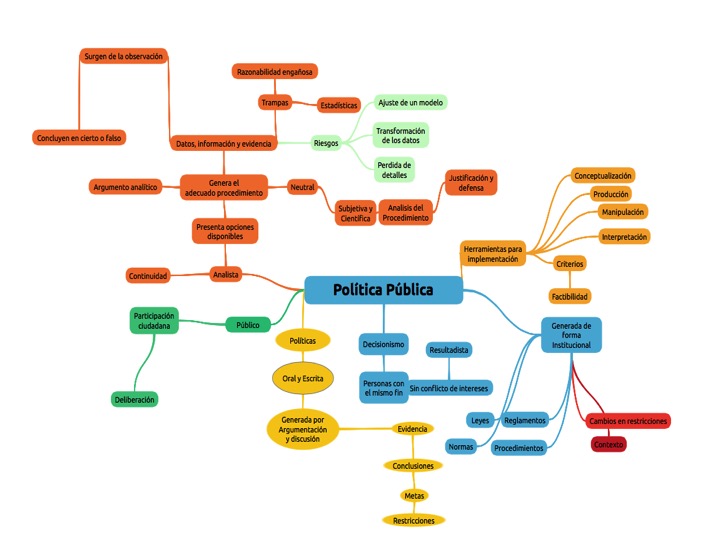 Surgen de la observación
Concluyen en cierto o falso
Razonabilidad engañosa
Trampas
Estadísticas
Datos, información y evidencia
Riesgos
Ajuste de un modelo
Transformación
de los datos
Perdida de
detalles
Argumento analítico
Genera el
adecuado procedimiento
Neutral
Subjetiva y
Científica
Analisis del
Procedimiento
Justificación y
defensa
Presenta opciones
disponibles
Continuidad
Analista
Herramientas para
implementación
Conceptualización
Producción
Manipulación
Interpretación
Criterios
Factibilidad
Política Pública
Participación
ciudadana
Público
Deliberación
Políticas
Oral y Escrita
Generada por
Argumentación
y discusión
Evidencia
Conclusiones
Metas
Restricciones
Decisionismo
Personas con
el mismo fin
Resultadista
Sin conflicto de intereses
Generada de
forma
Institucional
Leyes
Reglamentos
Normas
Procedimientos
Cambios en restricciones
Contexto